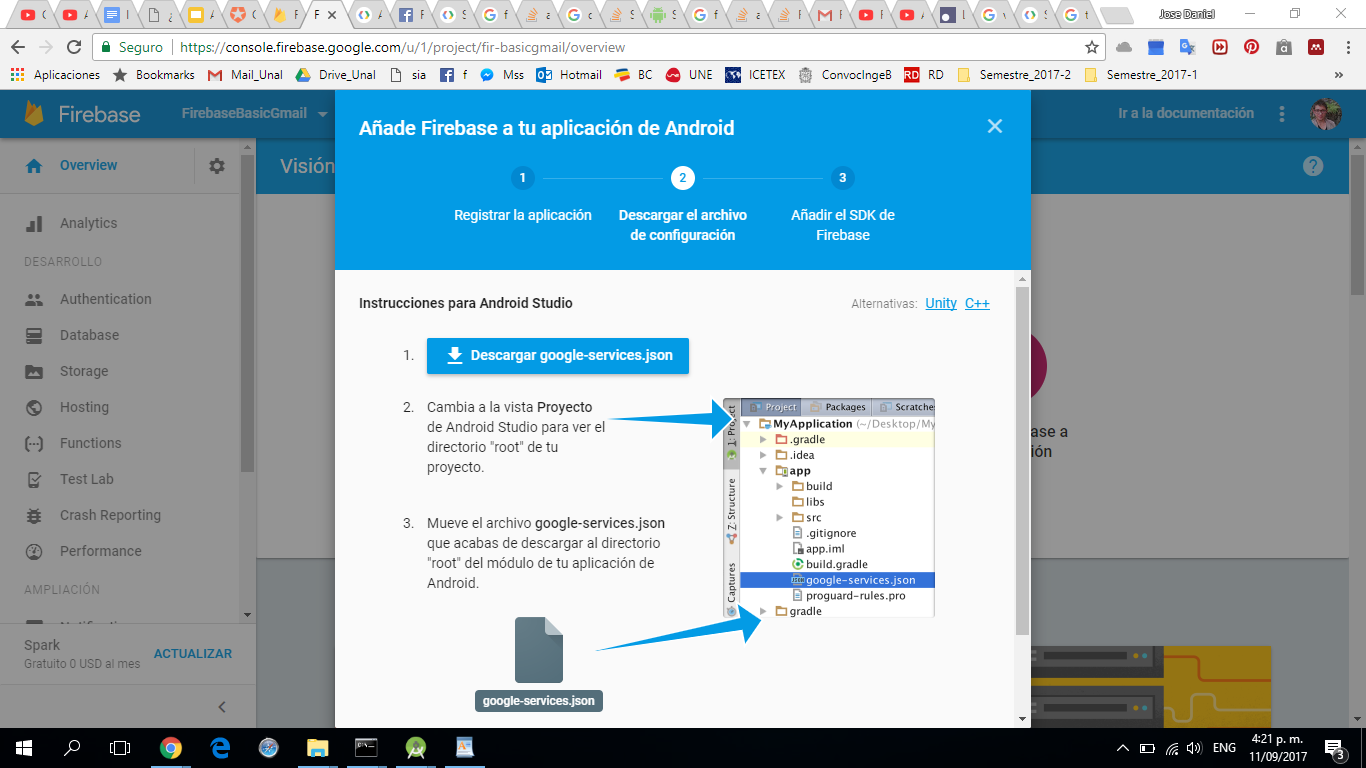 Jose Daniel
Seguro
https://console.firebase.google.com/u/1/project/fir-basicgmail/overview
Aplicaciones Bookmarks Mail_Unal Drive_Unal sia f Mss Hotmail BC UNE ICETEX ConvocIngeB RD RD Semestre_2017-2 Semestre_2017-1 »
Firebase FirebaseBasicGmail Ir a la documentación
Overview
Visión
Analytics
DESARROLLO
Authentication
Database
Storage
Hosting
Functions
Test Lab
Crash Reporting
Performance
AMPLIACIÓN
Spark
Gratuito 0 USD al mes
ACTUALIZAR
Añade Firebase a tu aplicación de Android
1 2 3
Registrar la aplicación
Descargar el archivo
de configuración
Añadir el SDK de
Firebase
Instrucciones para Android Studio
Alternativas: Unity C++
1. Descargar google-services.json
2. Cambia a la vista Proyecto
de Android Studio para ver el
directorio "root" de tu
proyecto.
3. Mueve el archivo google-services.json
que acabas de descargar al directorio
"root" del módulo de tu aplicación de
Android.
google-services.json
Project Packages Scratches
1: Project
Z: Structure
Captures
MyApplication (~/Desktop/My
.gradle
.idea
app
build
libs
src
.gitignore
app.iml
build.gradle
google-services.json
proguard-rules.pro
gradle
ase a
ión
ENG
4:21 p. m.
11/09/2017
3